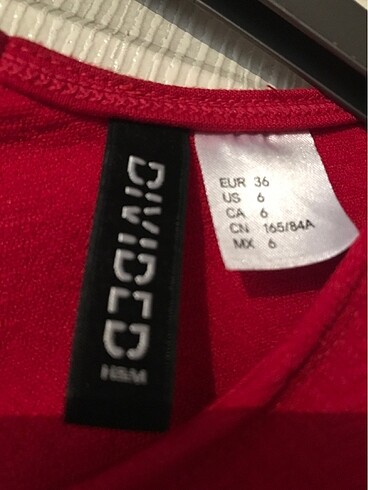 DIVIDED
H&M
EUR 36
US 6
CA 6
CN 165/84A
MX 6